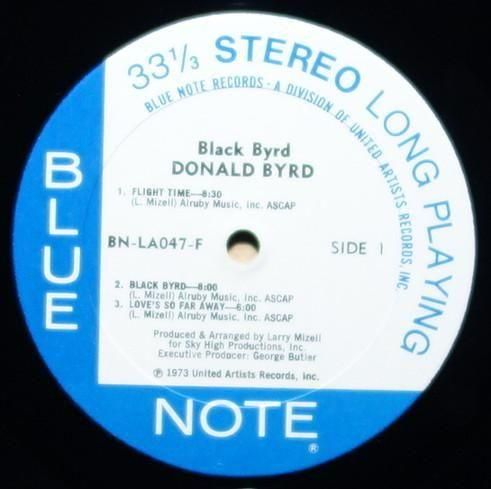 33⅓ STEREO LONG PLAYING
BLUE NOTE RECORDS - A DIVISION OF UNITED ARTISTS RECORDS, INC
Black Byrd
DONALD BYRD
1. FLIGHT TIME—8:30
(L. Mizell) Alruby Music, Inc. ASCAP
BN-LA047-F
SIDE 1
2. BLACK BYRD—8:00
(L. Mizell) Alruby Music, Inc. ASCAP
3. LOVE'S SO FAR AWAY—6:00
(L. Mizell) Alruby Music, Inc. ASCAP
Produced & Arranged by Larry Mizell
for Sky High Productions, Inc.
Executive Producer: George Butler
℗ 1973 United Artists Records, Inc.
BLUE
NOTE
®